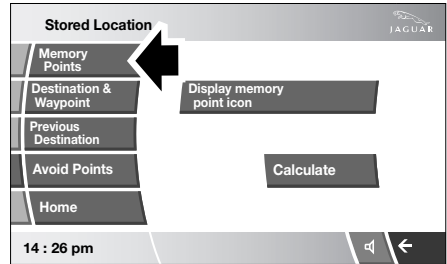 Stored Location
JAGUAR
Memory
Points
Destination &
Waypoint
Display memory
point icon
Previous
Destination
Avoid Points
Calculate
Home
14 : 26 pm